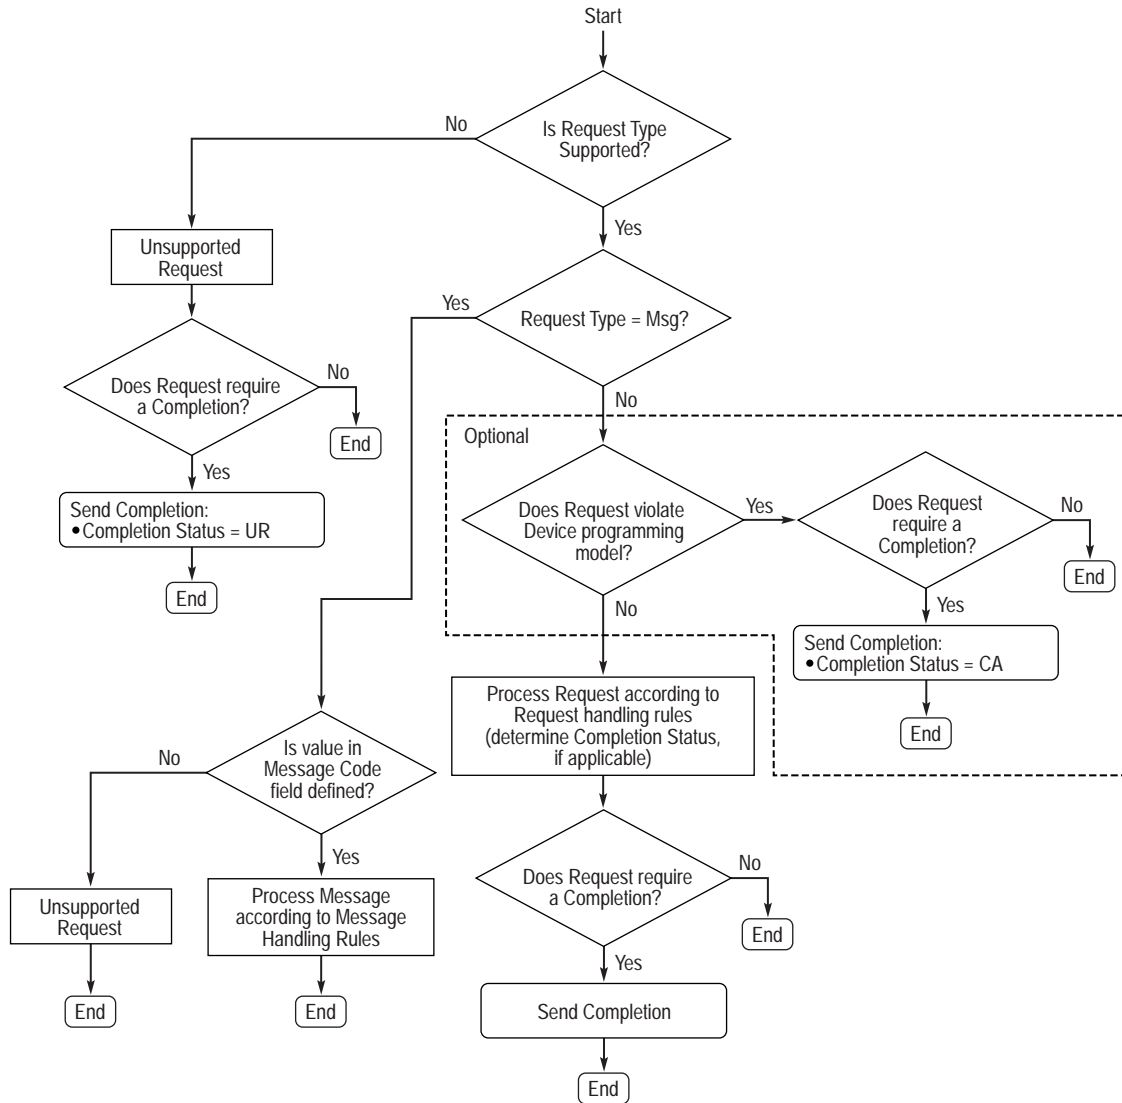 Start
Is Request Type
Supported?
No
Yes
Unsupported
Request
Request Type = Msg?
Yes
No
Does Request require
a Completion?
No
End
Yes
Send Completion:
• Completion Status = UR
End
Optional
Does Request violate
Device programming
model?
Yes
Does Request
require a
Completion?
No
End
Yes
Send Completion:
• Completion Status = CA
End
No
Process Request according to
Request handling rules
(determine Completion Status,
if applicable)
Is value in
Message Code
field defined?
No
Yes
Unsupported
Request
End
Process Message
according to Message
Handling Rules
End
Does Request require
a Completion?
No
End
Yes
Send Completion
End